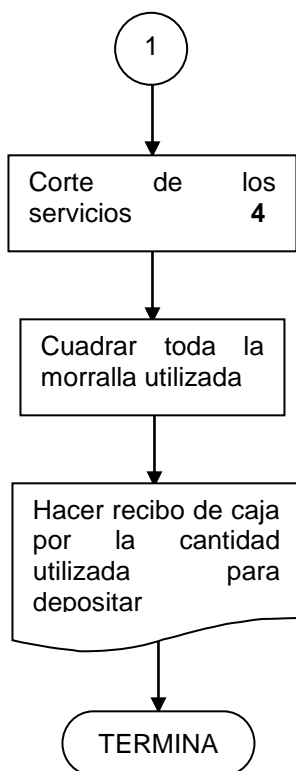 1
Corte de los
servicios 4
Cuadrar toda la
morralla utilizada
Hacer recibo de caja
por la cantidad
utilizada para
depositar
TERMINA